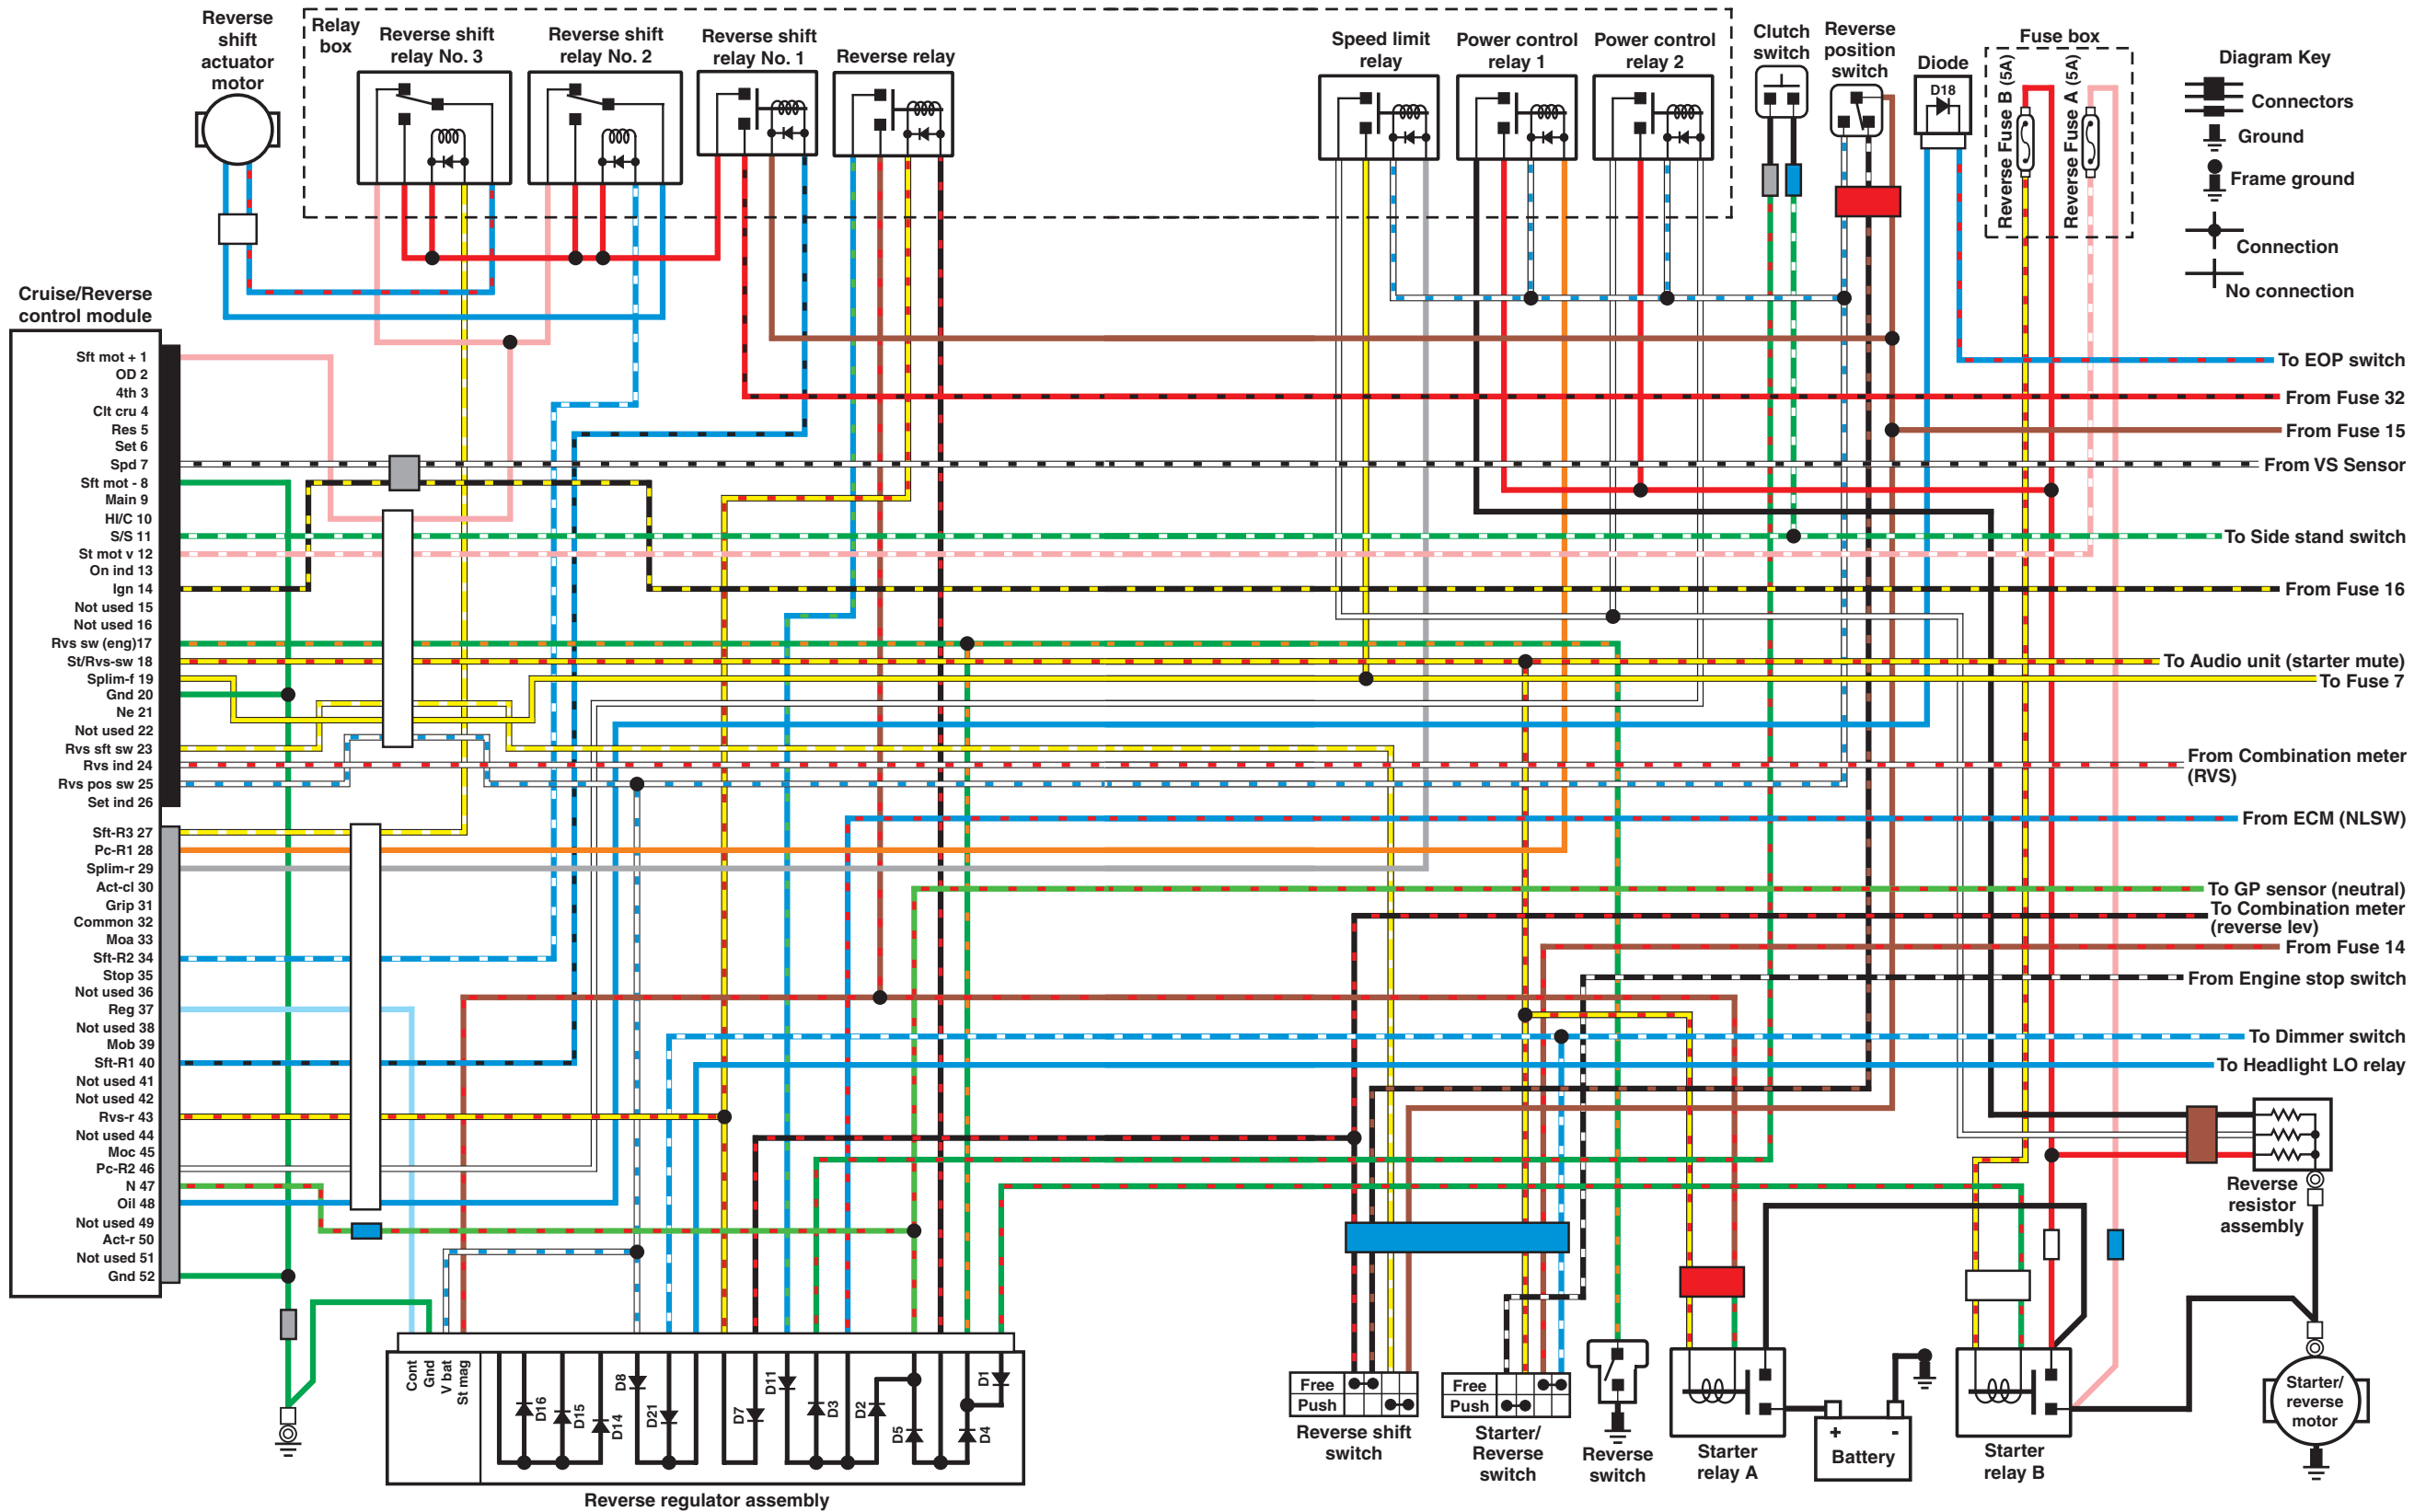 Reverse
shift
actuator
motor
Relay
box
Reverse shift
relay No. 3
Reverse shift
relay No. 2
Reverse shift
relay No. 1
Reverse relay
Speed limit
relay
Power control
relay 1
Power control
relay 2
Clutch
switch
Reverse
position
switch
Diode
D18
Fuse box
Reverse Fuse B (5A)
Reverse Fuse A (5A)
Diagram Key
Connectors
Ground
Frame ground
Connection
No connection
Cruise/Reverse
control module
Sft mot + 1
OD 2
4th 3
Clt cru 4
Res 5
Set 6
Spd 7
Sft mot - 8
Main 9
HI/C 10
S/S 11
St mot v 12
On ind 13
Ign 14
Not used 15
Not used 16
Rvs sw (eng)17
St/Rvs-sw 18
Splim-f 19
Gnd 20
Ne 21
Not used 22
Rvs sft sw 23
Rvs ind 24
Rvs pos sw 25
Set ind 26
Sft-R3 27
Pc-R1 28
Splim-r 29
Act-cl 30
Grip 31
Common 32
Moa 33
Sft-R2 34
Stop 35
Not used 36
Reg 37
Not used 38
Mob 39
Sft-R1 40
Not used 41
Not used 42
Rvs-r 43
Not used 44
Moc 45
Pc-R2 46
N 47
Oil 48
Not used 49
Act-r 50
Not used 51
Gnd 52
To EOP switch
From Fuse 32
From Fuse 15
From VS Sensor
To Side stand switch
From Fuse 16
To Audio unit (starter mute)
To Fuse 7
From Combination meter
(RVS)
From ECM (NLSW)
To GP sensor (neutral)
To Combination meter
(reverse lev)
From Fuse 14
From Engine stop switch
To Dimmer switch
To Headlight LO relay
Reverse
resistor
assembly
Cont
Gnd
V bat
St mag
D16
D15
D14
D8
D21
D7
D11
D3
D2
D5
D4
D1
Reverse regulator assembly
Free
Push
Reverse shift
switch
Free
Push
Starter/
Reverse
switch
Reverse
switch
Starter
relay A
+ -
Battery
Starter
relay B
Starter/
reverse
motor